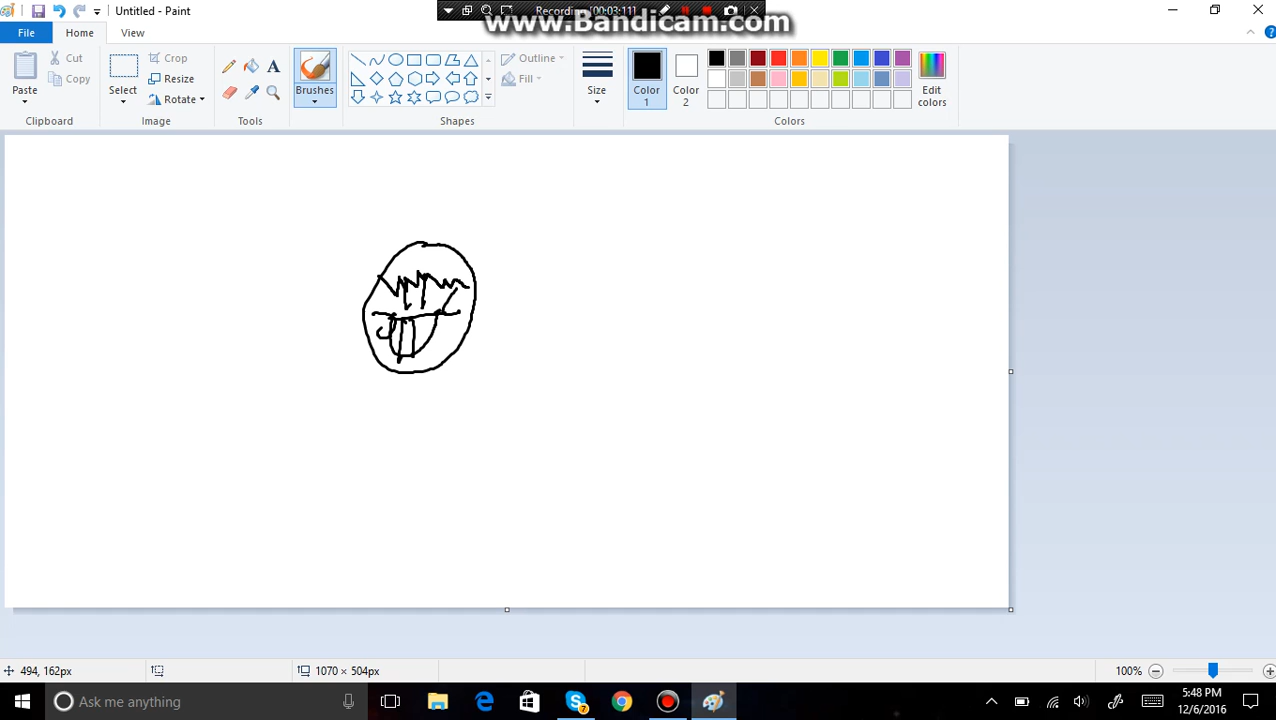 Untitled - Paint
Recording [00:03:11]
www.Bandicam.com
File
Home
View
Paste
Cut
Copy
Clipboard
Select
Crop
Resize
Rotate
Image
A
Tools
Brushes
Shapes
Outline
Fill
Size
Color 1
Color 2
Edit colors
Colors
494, 162px
1070 × 504px
100%
Ask me anything
7
5:48 PM
12/6/2016